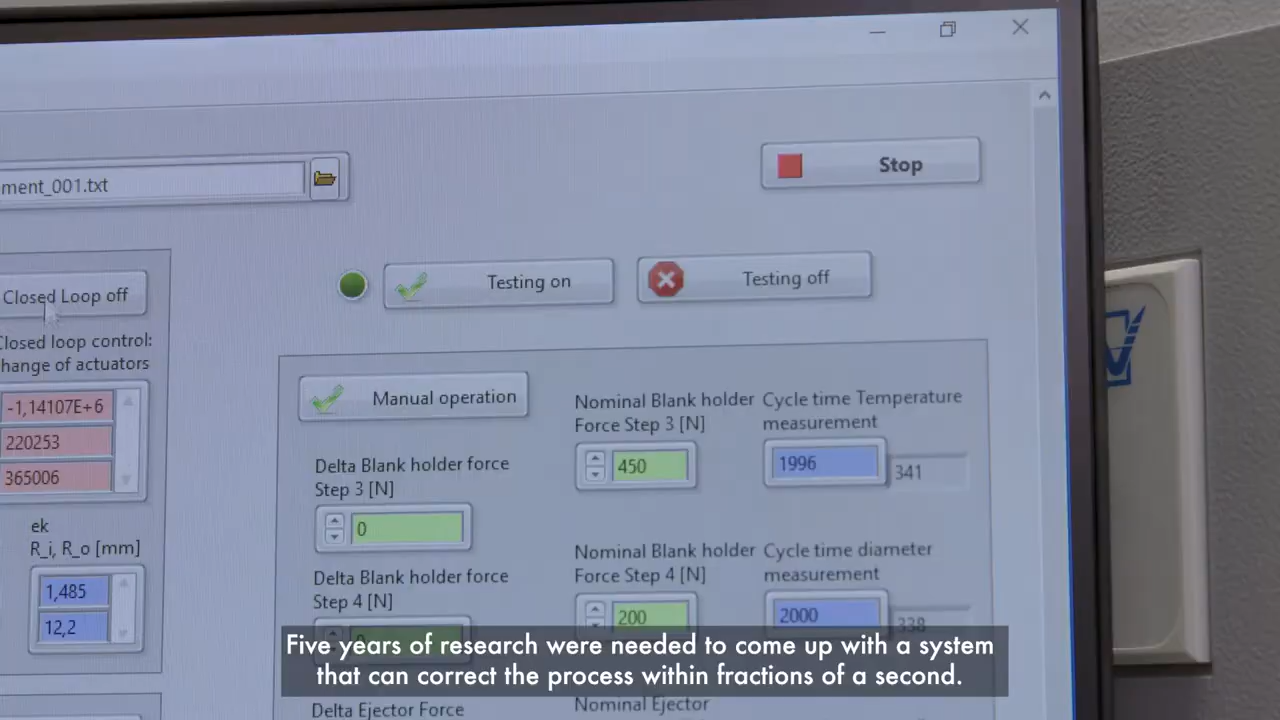 ment_001.txt
Stop
Closed Loop off
Testing on
Testing off
Closed loop control:
hange of actuators
-1,14107E+6
220253
365006
Manual operation
Nominal Blank holder
Force Step 3 [N]
450
Cycle time Temperature
measurement
1996
341
Delta Blank holder force
Step 3 [N]
0
ek
R_i, R_o [mm]
1,485
12,2
Nominal Blank holder
Force Step 4 [N]
200
Cycle time diameter
measurement
2000
338
Delta Blank holder force
Step 4 [N]
0
Five years of research were needed to come up with a system
that can correct the process within fractions of a second.
Delta Ejector Force
Nominal Ejector